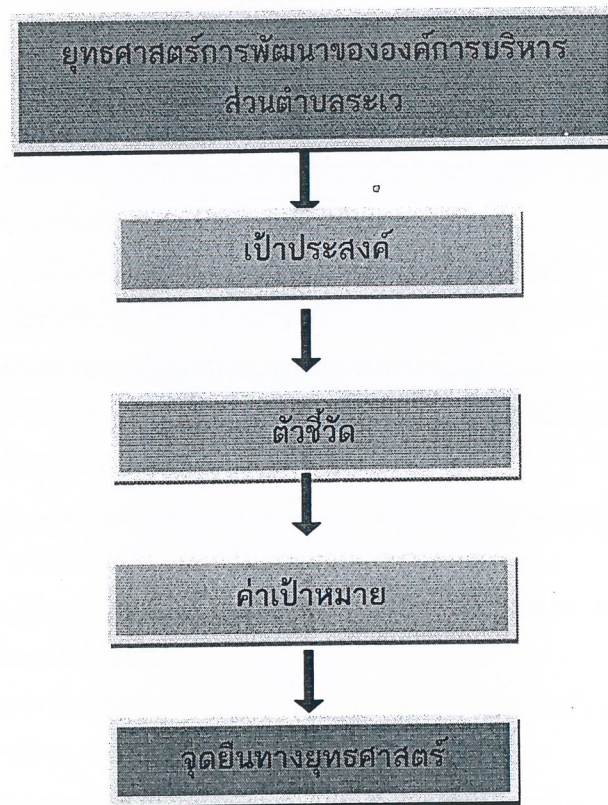 ยุทธศาสตร์การพัฒนาขององค์การบริหาร
ส่วนตำบลระเว
เป้าประสงค์
ตัวชี้วัด
ค่าเป้าหมาย
จุดยืนทางยุทธศาสตร์